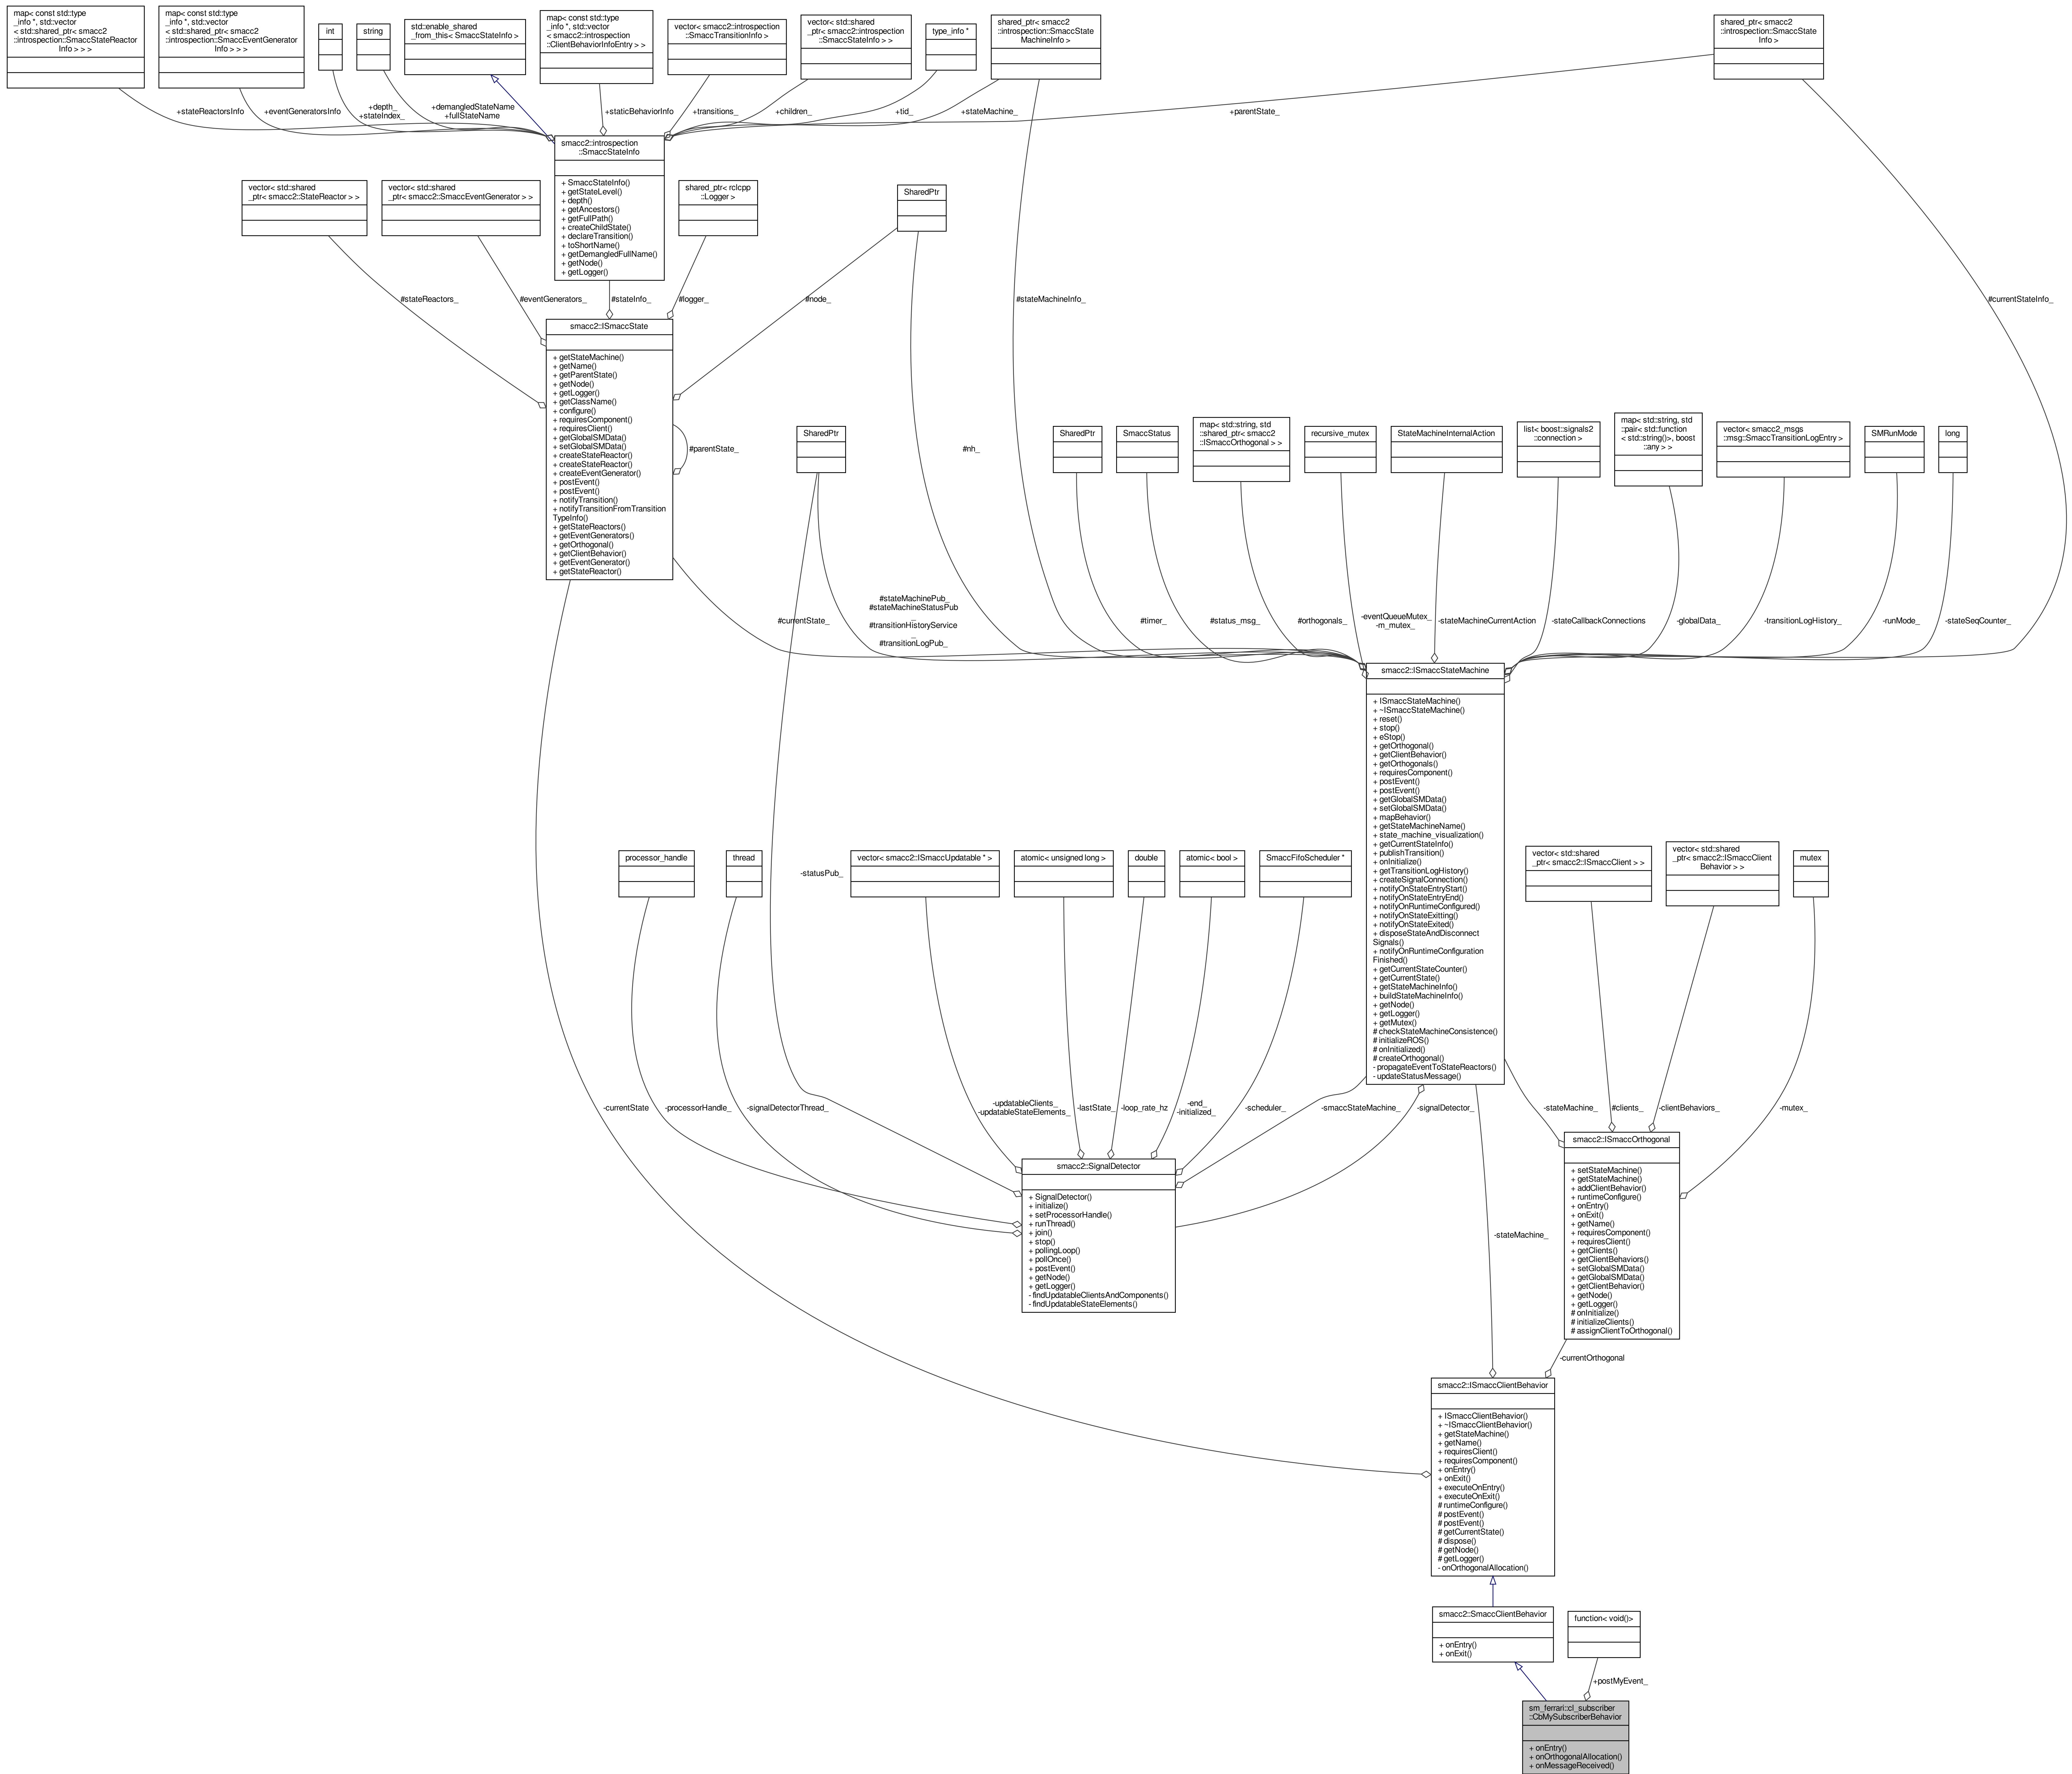 map< const std::type
_info *, std::vector
< std::shared_ptr< smacc2
::introspection::SmaccStateReactor
Info > > >
map< const std::type
_info *, std::vector
< std::shared_ptr< smacc2
::introspection::SmaccEventGenerator
Info > > >
int
string
std::enable_shared
_from_this< SmaccStateInfo >
map< const std::type
_info *, std::vector
< smacc2::introspection
::ClientBehaviorInfoEntry > >
vector< smacc2::introspection
::SmaccTransitionInfo >
vector< std::shared
_ptr< smacc2::introspection
::SmaccStateInfo > >
type_info *
shared_ptr< smacc2
::introspection::SmaccState
MachineInfo >
shared_ptr< smacc2
::introspection::SmaccState
Info >
+stateReactorsInfo
+eventGeneratorsInfo
+depth_
+stateIndex_
+demangledStateName
+fullStateName
+staticBehaviorInfo
+transitions_
+children_
+tid_
+stateMachine_
+parentState_
smacc2::introspection
::SmaccStateInfo
+ SmaccStateInfo()
+ getStateLevel()
+ depth()
+ getAncestors()
+ getFullPath()
+ createChildState()
+ declareTransition()
+ toShortName()
+ getDemangledFullName()
+ getNode()
+ getLogger()
vector< std::shared
_ptr< smacc2::StateReactor > >
vector< std::shared
_ptr< smacc2::SmaccEventGenerator > >
shared_ptr< rclcpp
::Logger >
SharedPtr
#stateReactors_
#eventGenerators_
#stateInfo_
#logger_
#node_
#stateMachineInfo_
#currentStateInfo_
smacc2::ISmaccState
+ getStateMachine()
+ getName()
+ getParentState()
+ getNode()
+ getLogger()
+ getClassName()
+ configure()
+ requiresComponent()
+ requiresClient()
+ getGlobalSMData()
+ setGlobalSMData()
+ createStateReactor()
+ createStateReactor()
+ createEventGenerator()
+ postEvent()
+ postEvent()
+ notifyTransition()
+ notifyTransitionFromTransition
TypeInfo()
+ getStateReactors()
+ getEventGenerators()
+ getOrthogonal()
+ getClientBehavior()
+ getEventGenerator()
+ getStateReactor()
#parentState_
SharedPtr
#nh_
SharedPtr
SmaccStatus
map< std::string, std
::shared_ptr< smacc2
::ISmaccOrthogonal > >
recursive_mutex
StateMachineInternalAction
list< boost::signals2
::connection >
map< std::string, std
::pair< std::function
< std::string()>, boost
::any > >
vector< smacc2_msgs
::msg::SmaccTransitionLogEntry >
SMRunMode
long
#currentState_
#stateMachinePub_
#stateMachineStatusPub
_
#transitionHistoryService
_
#transitionLogPub_
#timer_
#status_msg_
#orthogonals_
-eventQueueMutex_
-m_mutex_
-stateMachineCurrentAction
-stateCallbackConnections
-globalData_
-transitionLogHistory_
-runMode_
-stateSeqCounter_
smacc2::ISmaccStateMachine
+ ISmaccStateMachine()
+ ~ISmaccStateMachine()
+ reset()
+ stop()
+ eStop()
+ getOrthogonal()
+ getClientBehavior()
+ getOrthogonals()
+ requiresComponent()
+ postEvent()
+ postEvent()
+ getGlobalSMData()
+ setGlobalSMData()
+ mapBehavior()
+ getStateMachineName()
+ state_machine_visualization()
+ getCurrentStateInfo()
+ publishTransition()
+ onInitialize()
+ getTransitionLogHistory()
+ createSignalConnection()
+ notifyOnStateEntryStart()
+ notifyOnStateEntryEnd()
+ notifyOnRuntimeConfigured()
+ notifyOnStateExitting()
+ notifyOnStateExited()
+ disposeStateAndDisconnect
Signals()
+ notifyOnRuntimeConfiguration
Finished()
+ getCurrentStateCounter()
+ getCurrentState()
+ getStateMachineInfo()
+ buildStateMachineInfo()
+ getNode()
+ getLogger()
+ getMutex()
# checkStateMachineConsistence()
# initializeROS()
# onInitialized()
# createOrthogonal()
- propagateEventToStateReactors()
- updateStatusMessage()
processor_handle
thread
-statusPub_
vector< smacc2::ISmaccUpdatable * >
atomic< unsigned long >
double
atomic< bool >
SmaccFifoScheduler *
vector< std::shared
_ptr< smacc2::ISmaccClient > >
vector< std::shared
_ptr< smacc2::ISmaccClient
Behavior > >
mutex
-currentState
-processorHandle_
-signalDetectorThread_
-updatableClients_
-updatableStateElements_
-lastState_
-loop_rate_hz
-end_
-initialized_
-scheduler_
-smaccStateMachine_
-signalDetector_
-stateMachine_
#clients_
-clientBehaviors_
-mutex_
smacc2::SignalDetector
+ SignalDetector()
+ initialize()
+ setProcessorHandle()
+ runThread()
+ join()
+ stop()
+ pollingLoop()
+ pollOnce()
+ postEvent()
+ getNode()
+ getLogger()
- findUpdatableClientsAndComponents()
- findUpdatableStateElements()
smacc2::ISmaccOrthogonal
+ setStateMachine()
+ getStateMachine()
+ addClientBehavior()
+ runtimeConfigure()
+ onEntry()
+ onExit()
+ getName()
+ requiresComponent()
+ requiresClient()
+ getClients()
+ getClientBehaviors()
+ setGlobalSMData()
+ getGlobalSMData()
+ getClientBehavior()
+ getNode()
+ getLogger()
# onInitialize()
# initializeClients()
# assignClientToOrthogonal()
-stateMachine_
-currentOrthogonal
smacc2::ISmaccClientBehavior
+ ISmaccClientBehavior()
+ ~ISmaccClientBehavior()
+ getStateMachine()
+ getName()
+ requiresClient()
+ requiresComponent()
+ onEntry()
+ onExit()
+ executeOnEntry()
+ executeOnExit()
# runtimeConfigure()
# postEvent()
# postEvent()
# getCurrentState()
# dispose()
# getNode()
# getLogger()
- onOrthogonalAllocation()
smacc2::SmaccClientBehavior
+ onEntry()
+ onExit()
function< void()>
+postMyEvent_
sm_ferrari::cl_subscriber
::CbMySubscriberBehavior
+ onEntry()
+ onOrthogonalAllocation()
+ onMessageReceived()